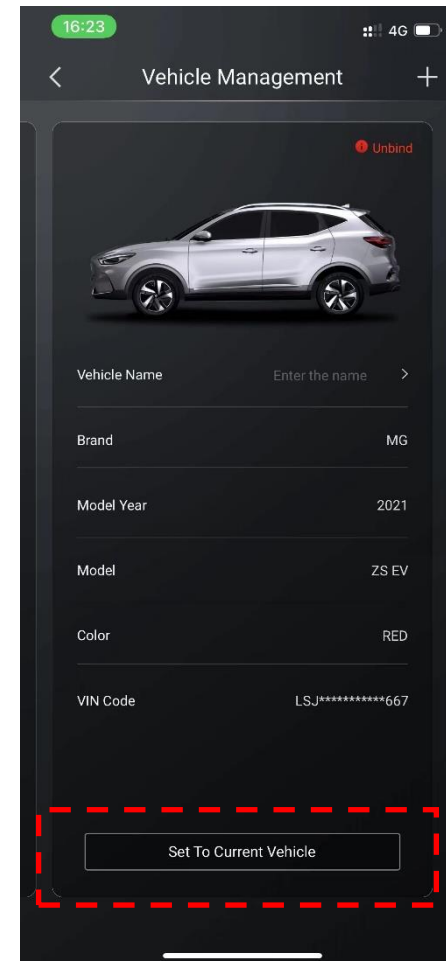 16:23
4G
Vehicle Management
Unbind
Vehicle Name Enter the name
Brand MG
Model Year 2021
Model ZS EV
Color RED
VIN Code LSJ***********667
Set To Current Vehicle